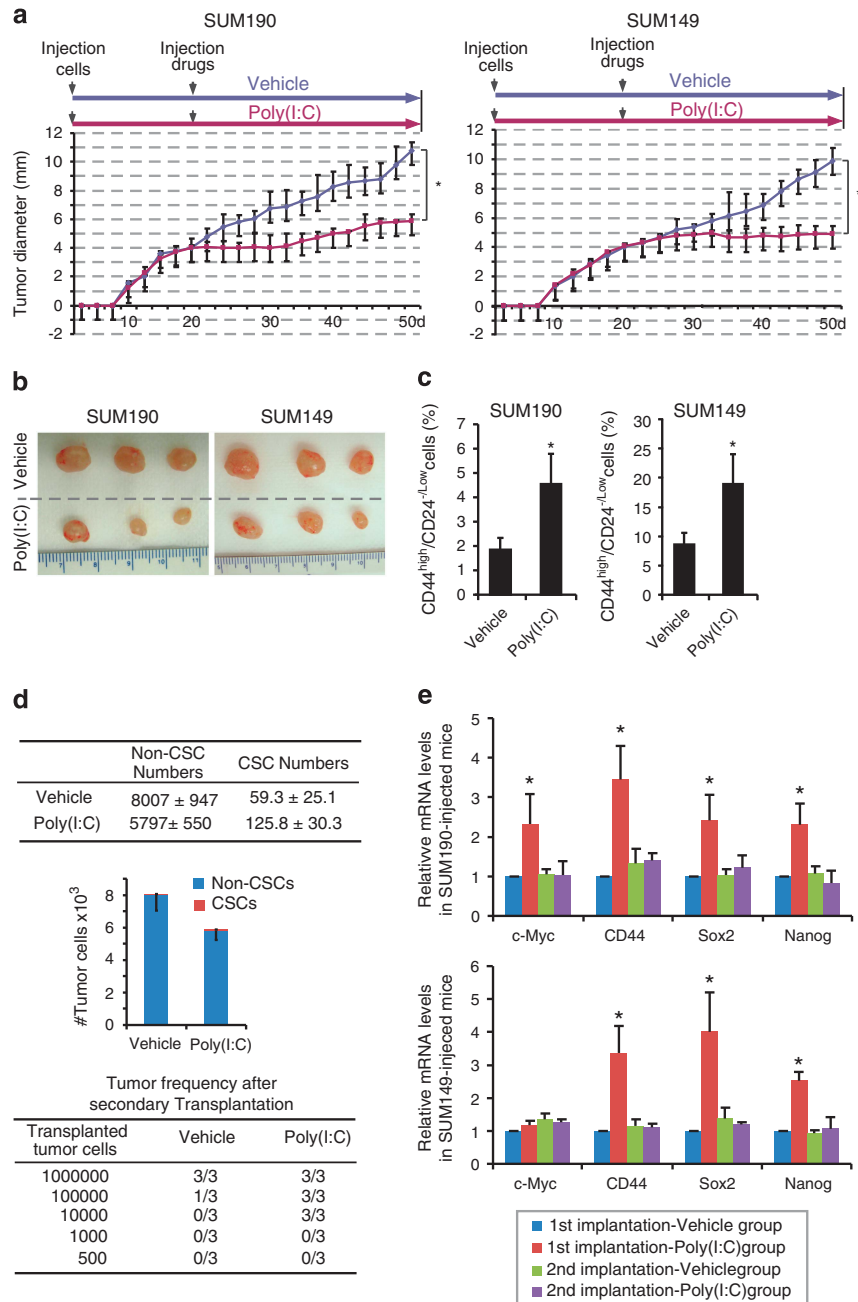 a
SUM190
SUM149
Injection cells
Injection drugs
Injection cells
Injection drugs
Vehicle
Poly(I:C)
Vehicle
Poly(I:C)
Tumor diameter (mm)
12
10
8
6
4
2
0
-2
10
20
30
40
50d
*
12
10
8
6
4
2
0
-2
10
20
30
40
50d
b
SUM190
SUM149
Vehicle
Poly(I:C)
7 8 9 10 11
c
SUM190
SUM149
CD44high/CD24-/Low cells (%)
7
6
5
4
3
2
1
0
*
Vehicle
Poly(I:C)
CD44high/CD24-/Low cells (%)
30
25
20
15
10
5
0
*
Vehicle
Poly(I:C)
d
Non-CSC Numbers CSC Numbers
Vehicle 8007 ± 947 59.3 ± 25.1
Poly(I:C) 5797± 550 125.8 ± 30.3
#Tumor cells x10³
8
6
4
2
0
Non-CSCs
CSCs
Vehicle
Poly(I:C)
Tumor frequency after
secondary Transplantation
Transplanted tumor cells Vehicle Poly(I:C)
1000000 3/3 3/3
100000 1/3 3/3
10000 0/3 3/3
1000 0/3 0/3
500 0/3 0/3
e
Relativve mRNA levels
in SUM190-injected mice
5
4
3
2
1
0
* * * *
c-Myc CD44 Sox2 Nanog
Relative mRNA levels
in SUM149-injeced mice
6
5
4
3
2
1
0
* * *
c-Myc CD44 Sox2 Nanog
1st implantation-Vehicle group
1st implantation-Poly(I:C)group
2nd implantation-Vehiclegroup
2nd implantation-Poly(I:C)group